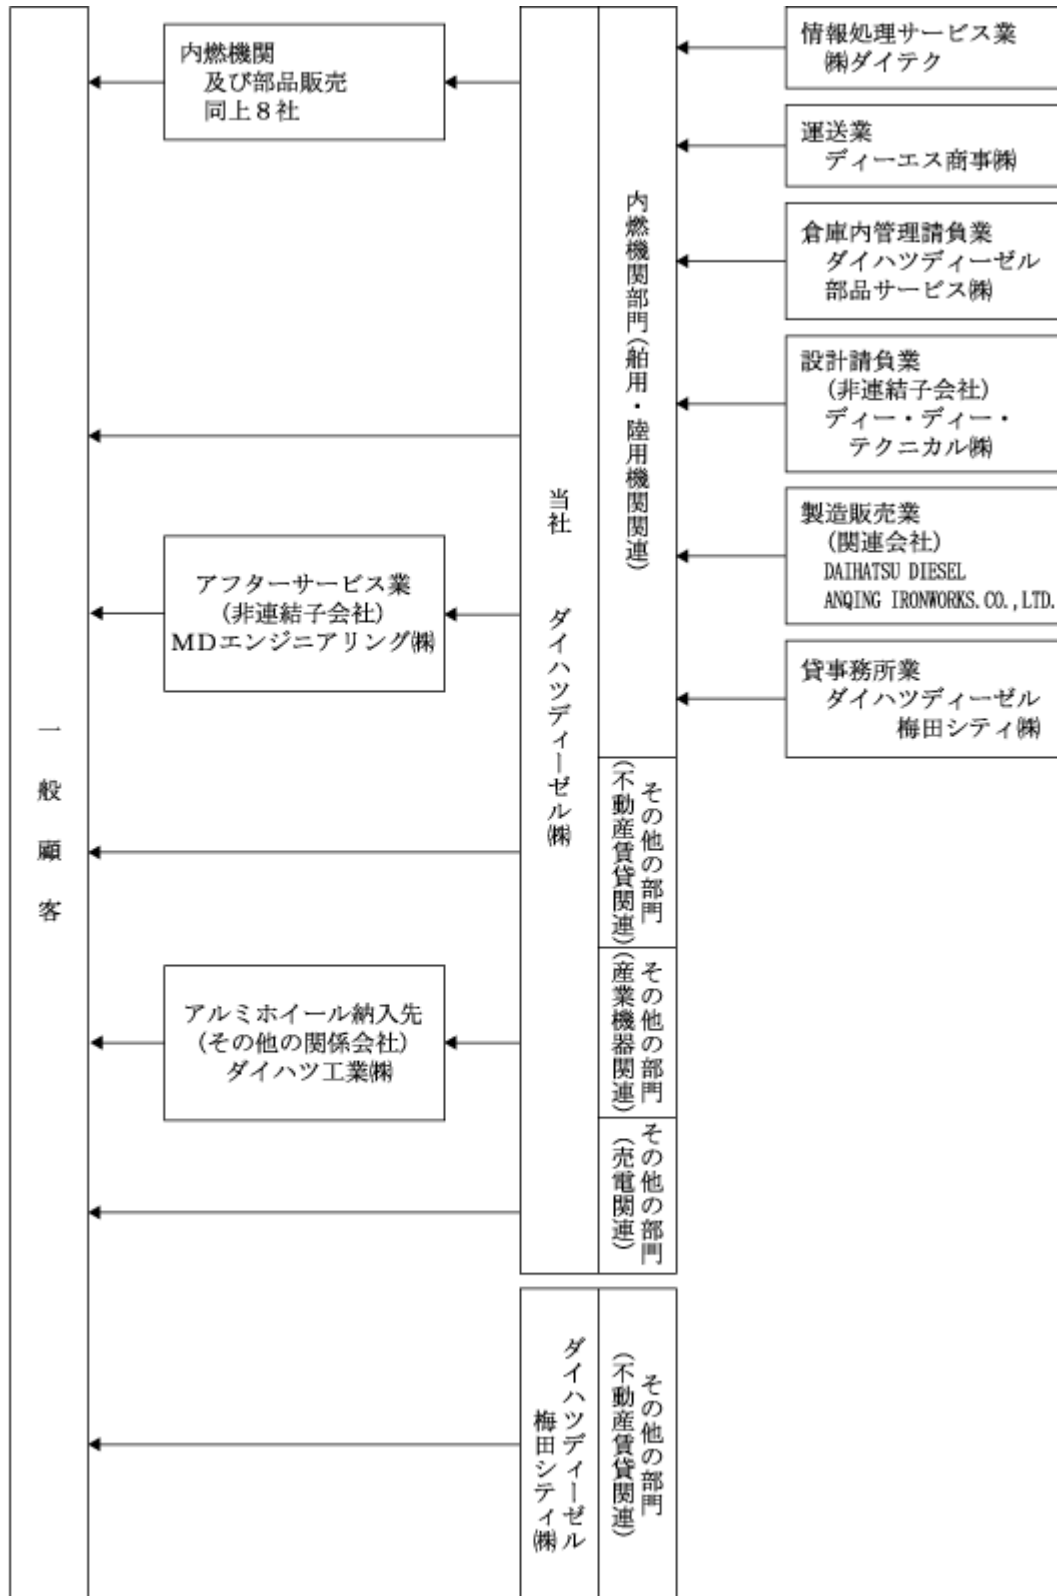 内燃機関
及び部品販売
同上8社
アフターサービス業
(非連結子会社)
MDエンジニアリング㈱
アルミホイール納入先
(その他の関係会社)
ダイハツ工業㈱
一般顧客
当社 ダイハツディーゼル㈱
内燃機関部門(舶用・陸用機関関連)
その他の部門
(不動産賃貸関連)
その他の部門
(産業機器関連)
その他の部門
(売電関連)
ダイハツディーゼル
梅田シティ㈱
その他の部門
(不動産賃貸関連)
情報処理サービス業
㈱ダイテク
運送業
ディーエス商事㈱
倉庫内管理請負業
ダイハツディーゼル
部品サービス㈱
設計請負業
(非連結子会社)
ディー・ディー・
テクニカル㈱
製造販売業
(関連会社)
DAIHATSU DIESEL
ANQING IRONWORKS.CO.,LTD.
貸事務所業
ダイハツディーゼル
梅田シティ㈱